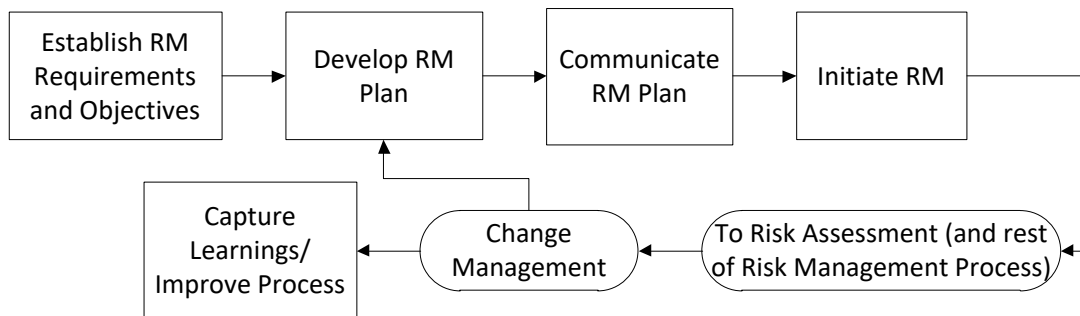 Establish RM
Requirements
and Objectives
Develop RM
Plan
Communicate
RM Plan
Initiate RM
Capture
Learnings/
Improve Process
Change
Management
To Risk Assessment (and rest
of Risk Management Process)